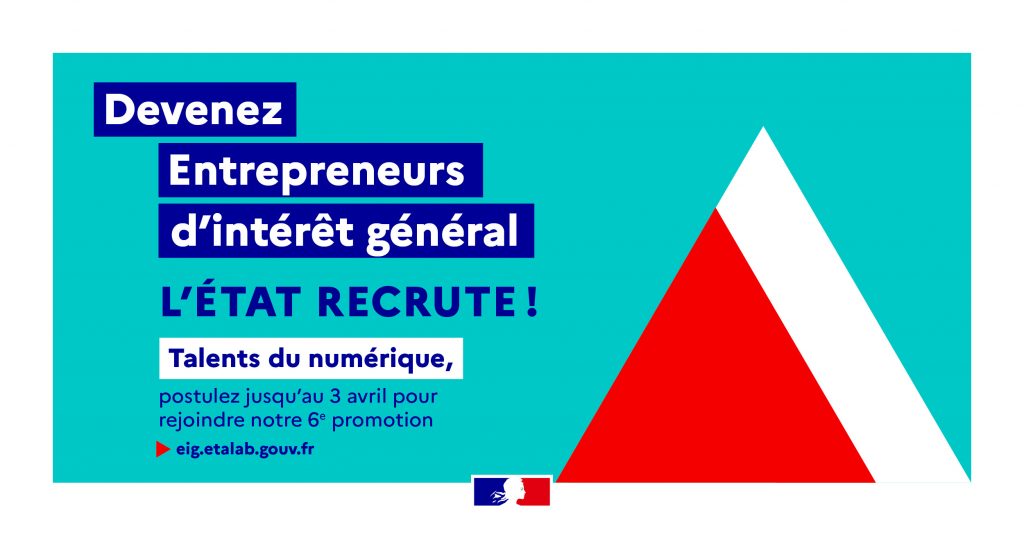 Devenez
Entrepreneurs
d’intérêt général
L’ÉTAT RECRUTE !
Talents du numérique,
postulez jusqu’au 3 avril pour
rejoindre notre 6e promotion
eig.etalab.gouv.fr